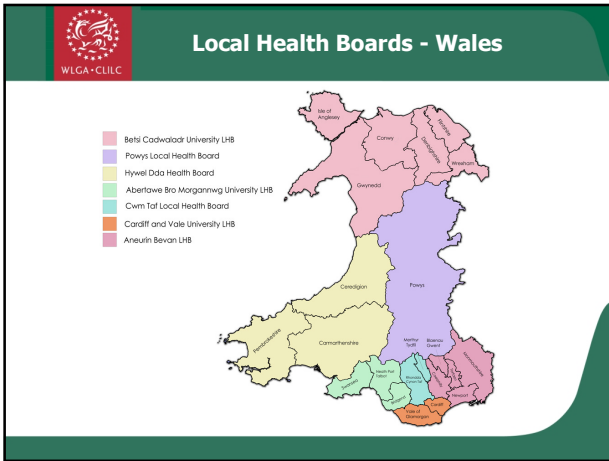 WLGA • CLILC
Local Health Boards - Wales
Betsi Cadwaladr University LHB
Powys Local Health Board
Hywel Dda Health Board
Abertawe Bro Morgannwg University LHB
Cwm Taf Local Health Board
Cardiff and Vale University LHB
Aneurin Bevan LHB
Isle of
Anglesey
Conwy
Flintshire
Denbighshire
Wrexham
Gwynedd
Ceredigion
Powys
Pembrokeshire
Carmarthenshire
Merthyr
Tydfil
Blaenau
Gwent
Monmouthshire
Swansea
Neath Port
Talbot
Bridgend
Rhondda
Cynon Taf
Newport
Cardiff
Vale of
Glamorgan